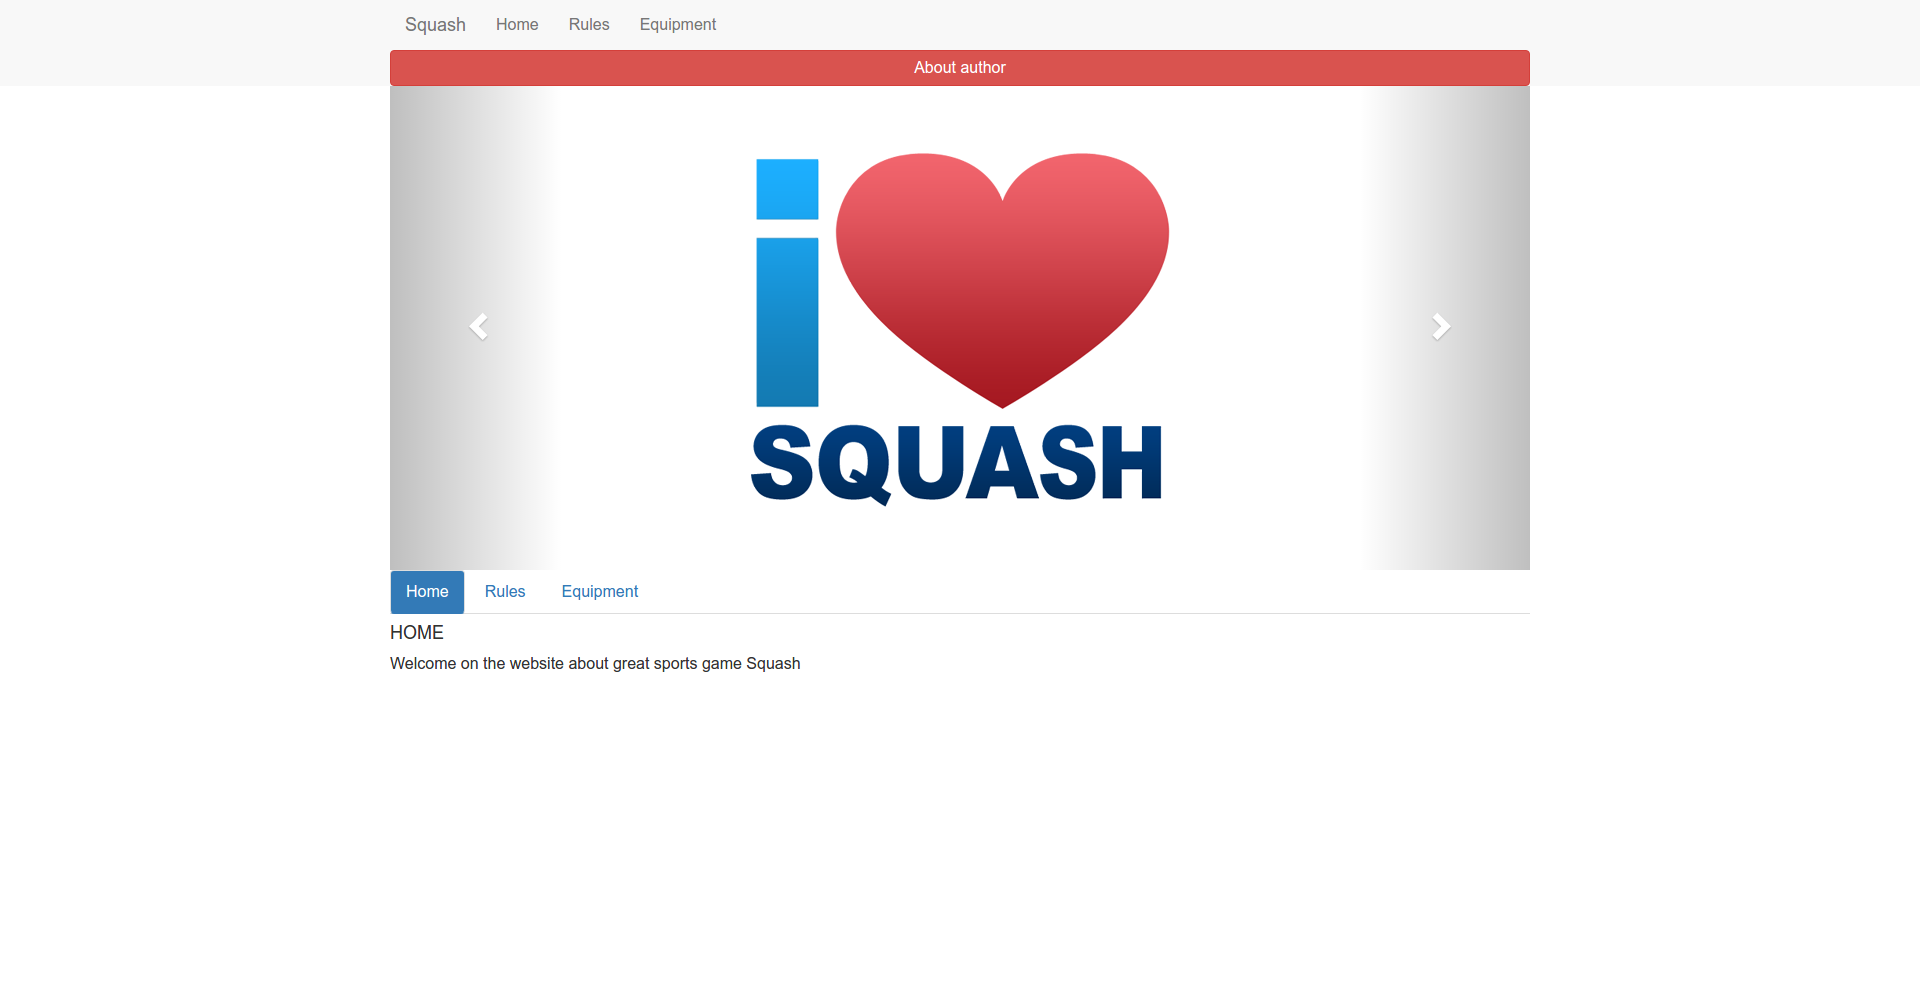 Squash Home Rules Equipment
About author
i
SQUASH
Home Rules Equipment
HOME
Welcome on the website about great sports game Squash